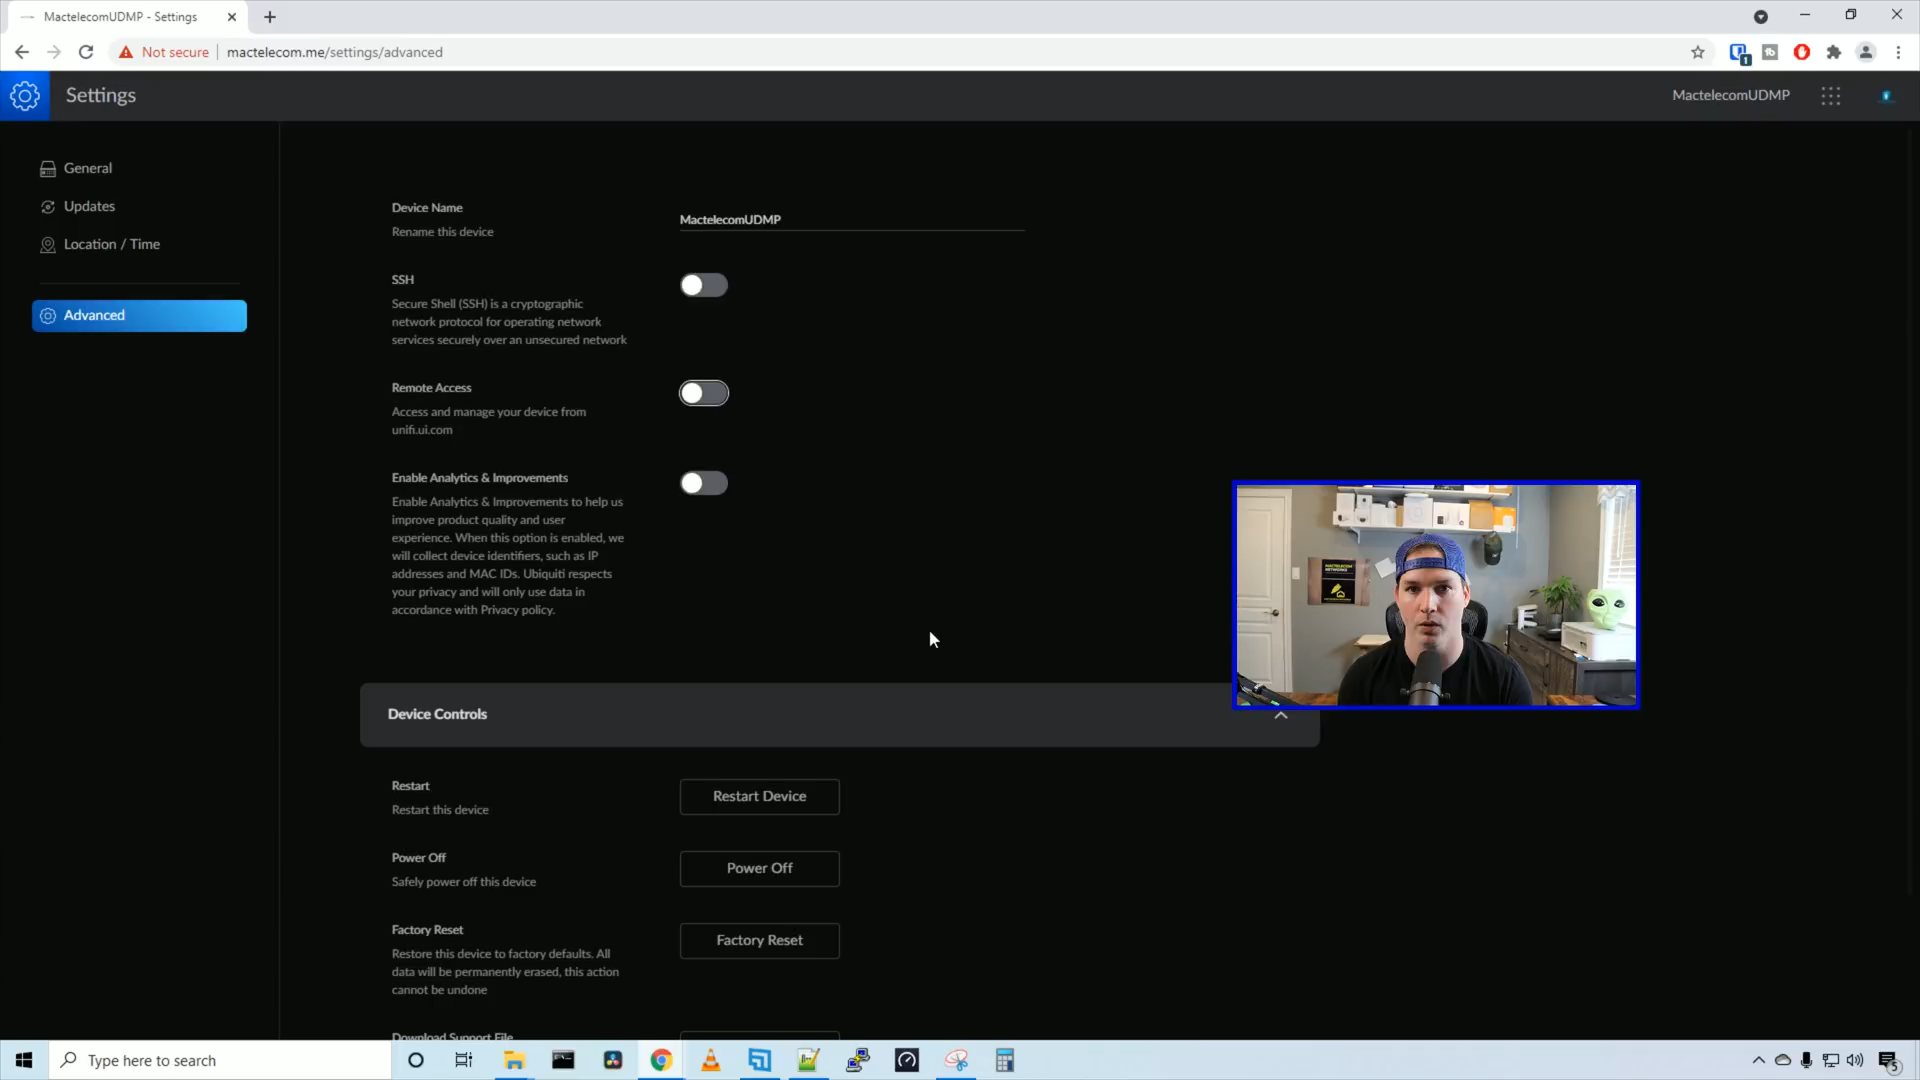 MactelecomUDMP - Settings
Not secure
mactelecom.me/settings/advanced
1
Settings
MactelecomUDMP
General
Updates
Location / Time
Advanced
Device Name
Rename this device
MactelecomUDMP
SSH
Secure Shell (SSH) is a cryptographic
network protocol for operating network
services securely over an unsecured network
Remote Access
Access and manage your device from
unifi.ui.com
Enable Analytics & Improvements
Enable Analytics & Improvements to help us
improve product quality and user
experience. When this option is enabled, we
will collect device identifiers, such as IP
addresses and MAC IDs. Ubiquiti respects
your privacy and will only use data in
accordance with Privacy policy.
MACTELECOM
NETWORKS
Device Controls
Restart
Restart this device
Restart Device
Power Off
Safely power off this device
Power Off
Factory Reset
Restore this device to factory defaults. All
data will be permanently erased, this action
cannot be undone
Factory Reset
Download Support File
Type here to search
5